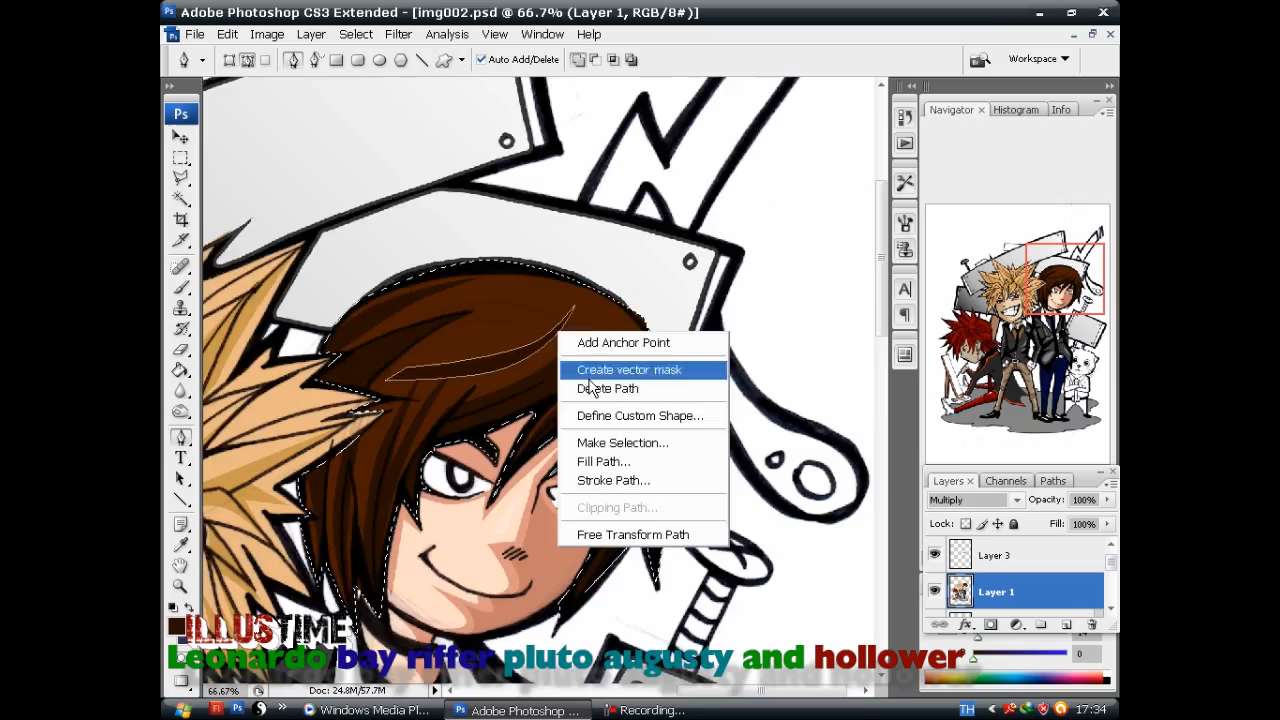 Adobe Photoshop CS3 Extended - [img002.psd @ 66.7% (Layer 1, RGB/8#)]
File Edit Image Layer Select Filter Analysis View Window Help
Auto Add/Delete Workspace
Ps
Navigator Histogram Info
Add Anchor Point
Create vector mask
Delete Path
Define Custom Shape...
Make Selection...
Fill Path...
Stroke Path...
Clipping Path...
Free Transform Path
Layers Channels Paths
Multiply Opacity: 100%
Lock: Fill: 100%
Layer 3
Layer 1
0
ILLUSTIME
Leonardo bay riffer pluto augusty and hollower
66.67% Doc: 24.8M/57.7M
Windows Media Pl... Adobe Photoshop ... Recording... TH 17:34